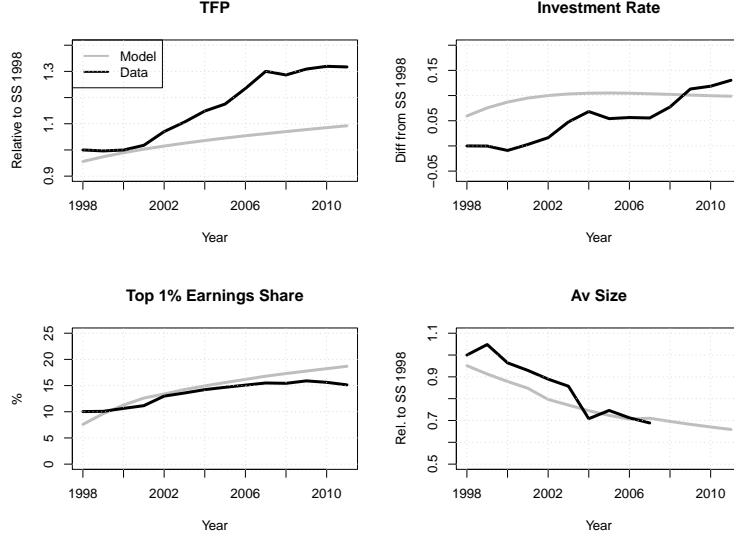 TFP
Relative to SS 1998
0.9 1.1 1.3
Model
Data
1998 2002 2006 2010
Year
Investment Rate
Diff from SS 1998
−0.05 0.05 0.15
1998 2002 2006 2010
Year
Top 1% Earnings Share
%
0 5 10 15 20 25
1998 2002 2006 2010
Year
Av Size
Rel. to SS 1998
0.5 0.7 0.9 1.1
1998 2002 2006 2010
Year